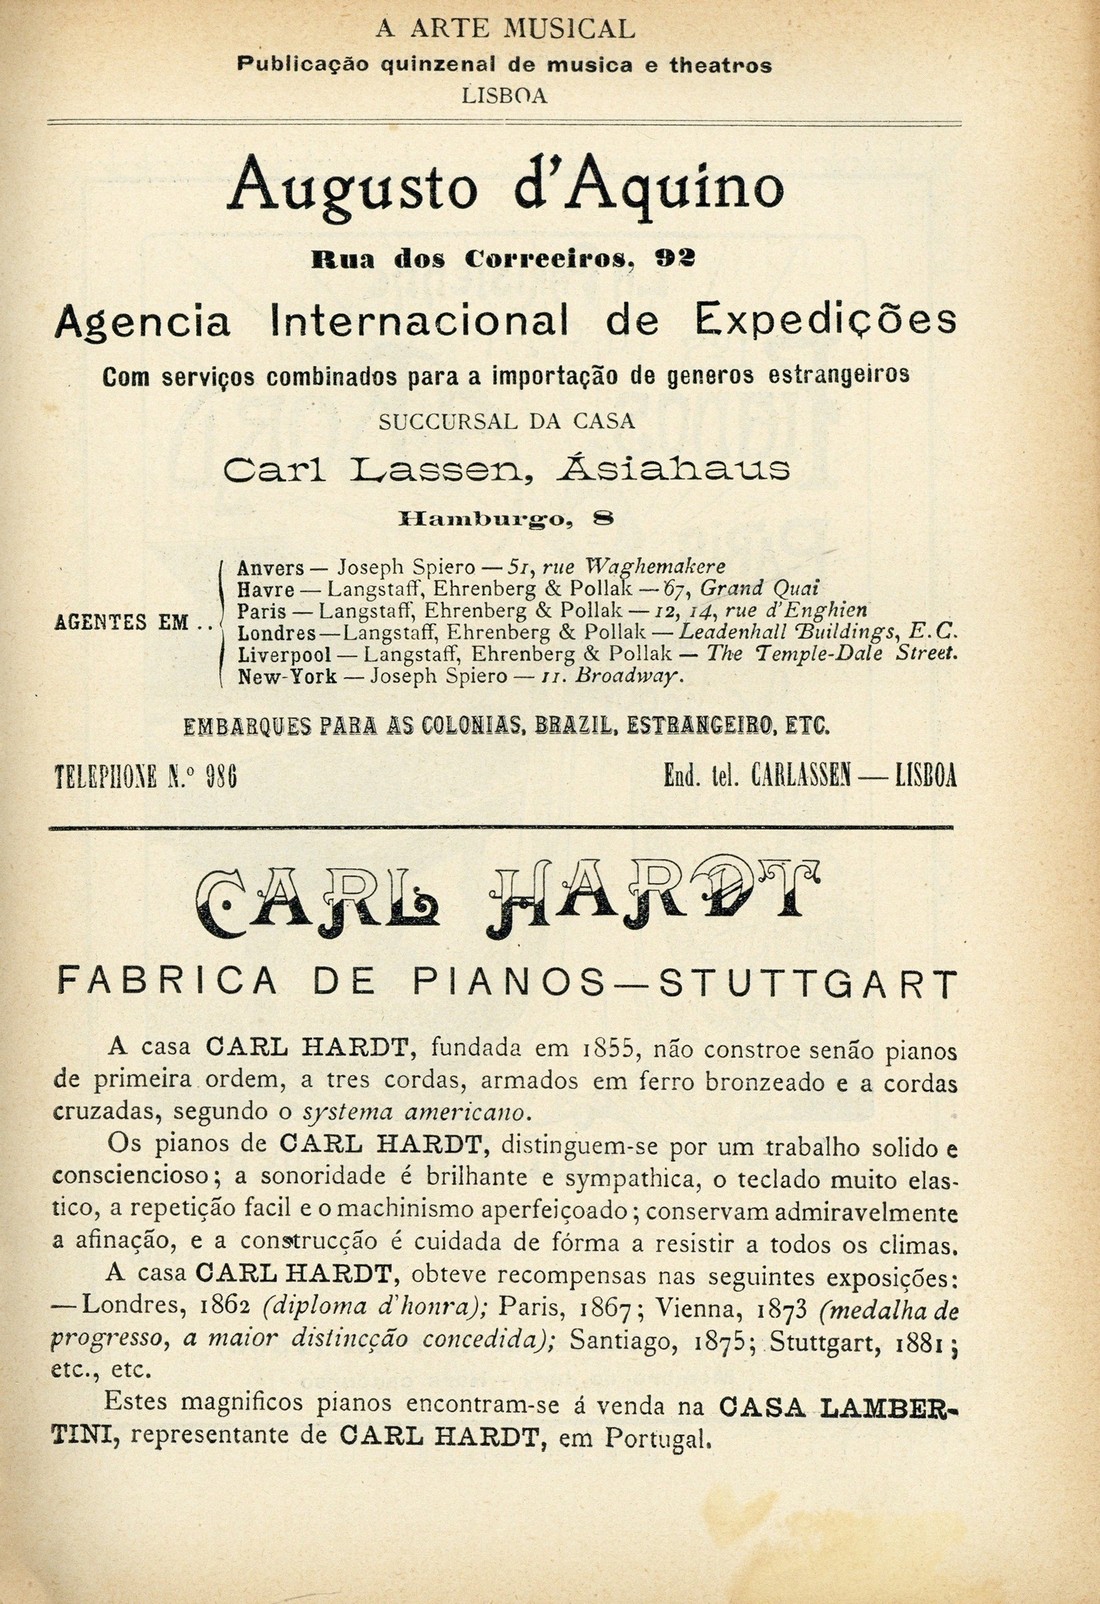 A ARTE MUSICAL
Publicação quinzenal de musica e theatros
LISBOA
Augusto d'Aquino
Rua dos Correeiros, 92
Agencia Internacional de Expedições
Com serviços combinados para a importação de generos estrangeiros
SUCCURSAL DA CASA
Carl Lassen, Ásiahaus
Hamburgo, 8
AGENTES EM ..
Anvers — Joseph Spiero — 51, rue Waghemakere
Havre — Langstaff, Ehrenberg & Pollak — 67, Grand Quai
Paris — Langstaff, Ehrenberg & Pollak — 12, 14, rue d'Enghien
Londres — Langstaff, Ehrenberg & Pollak — Leadenhall Buildings, E. C.
Liverpool — Langstaff, Ehrenberg & Pollak — The Temple-Dale Street.
New-York — Joseph Spiero — 11. Broadway.
EMBARQUES PARA AS COLONIAS, BRAZIL, ESTRANGEIRO, ETC.
TELEPHONE N.º 986 End. tel. CARLASSEN — LISBOA
CARL HARDT
FABRICA DE PIANOS—STUTTGART
A casa CARL HARDT, fundada em 1855, não constroe senão pianos
de primeira ordem, a tres cordas, armados em ferro bronzeado e a cordas
cruzadas, segundo o systema americano.
Os pianos de CARL HARDT, distinguem-se por um trabalho solido e
consciencioso; a sonoridade é brilhante e sympathica, o teclado muito elas-
tico, a repetição facil e o machinismo aperfeiçoado; conservam admiravelmente
a afinação, e a construcção é cuidada de fórma a resistir a todos os climas.
A casa CARL HARDT, obteve recompensas nas seguintes exposições:
— Londres, 1862 (diploma d'honra); Paris, 1867; Vienna, 1873 (medalha de
progresso, a maior distincção concedida); Santiago, 1875; Stuttgart, 1881;
etc., etc.
Estes magnificos pianos encontram-se á venda na CASA LAMBER-
TINI, representante de CARL HARDT, em Portugal.